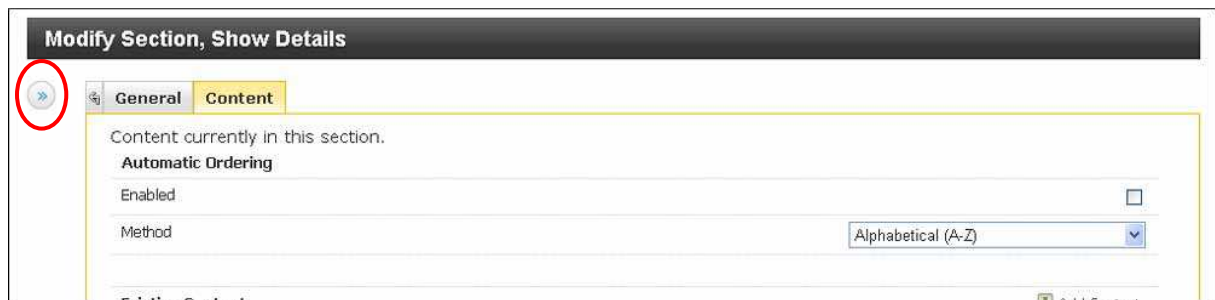 Modify Section, Show Details
»
General Content
Content currently in this section.
Automatic Ordering
Enabled
Method Alphabetical (A-Z)